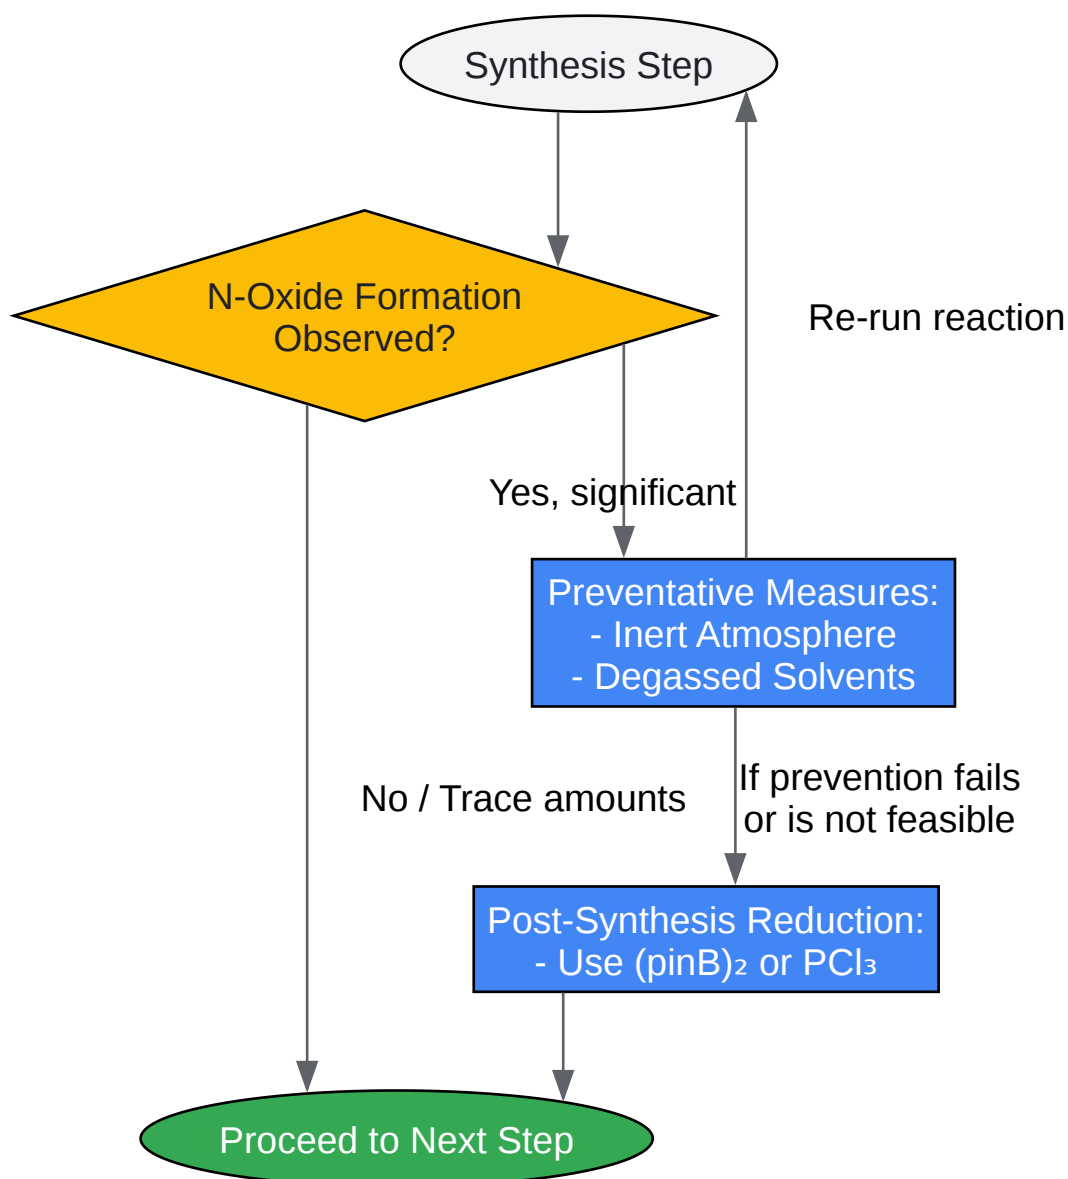 Synthesis Step
N-Oxide Formation
Observed?
Re-run reaction
Yes, significant
Preventative Measures:
- Inert Atmosphere
- Degassed Solvents
No / Trace amounts
If prevention fails
or is not feasible
Post-Synthesis Reduction:
- Use (pinB)₂ or PCl₃
Proceed to Next Step